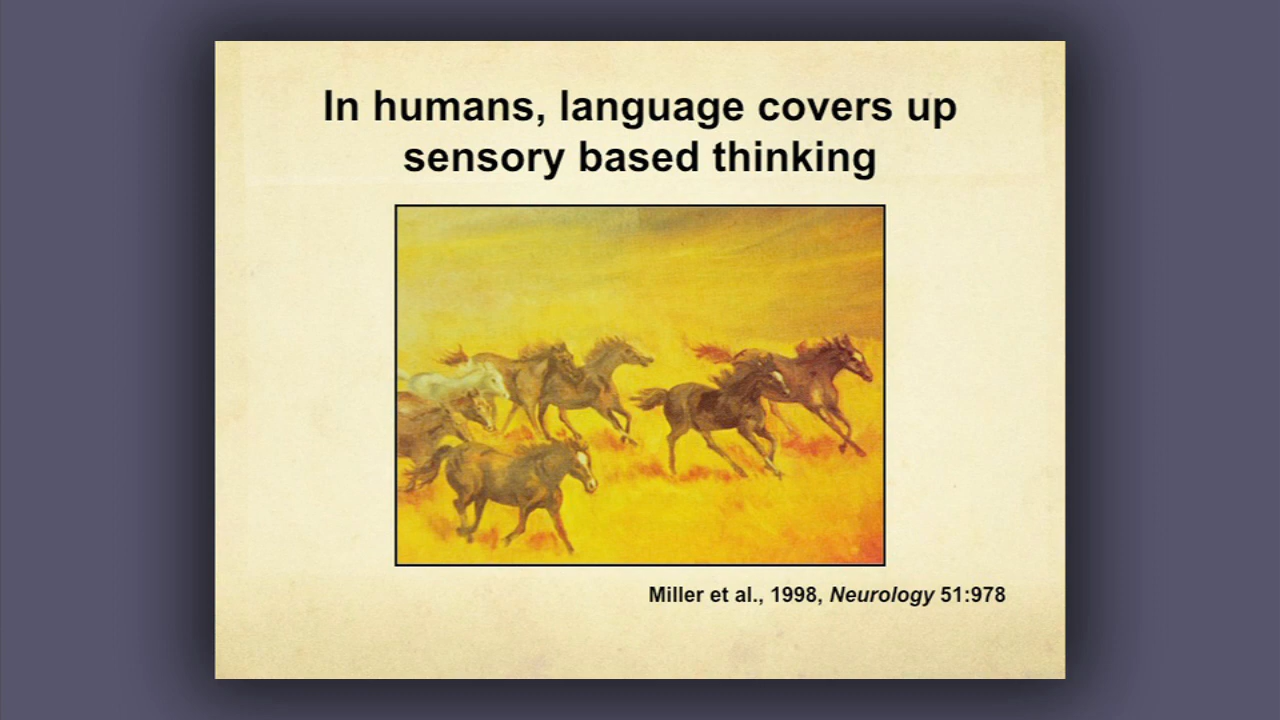 In humans, language covers up
sensory based thinking
Miller et al., 1998, Neurology 51:978